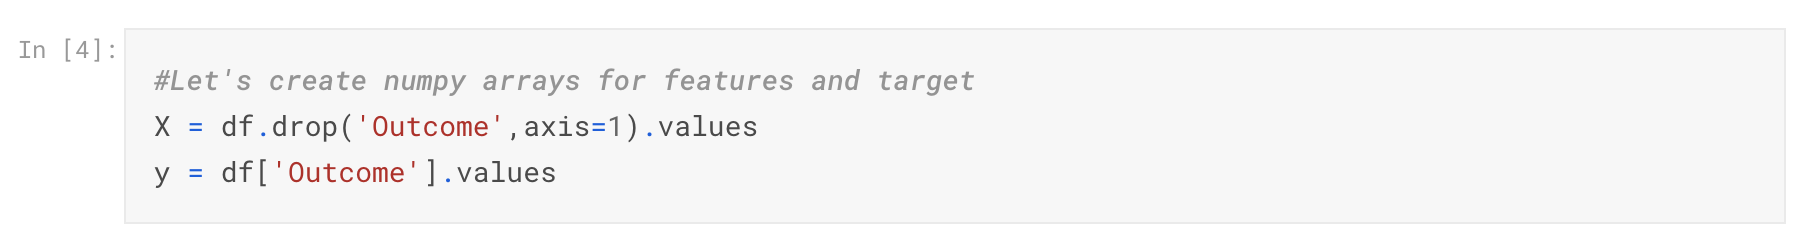 In [4]:
#Let's create numpy arrays for features and target
X = df.drop('Outcome',axis=1).values
y = df['Outcome'].values